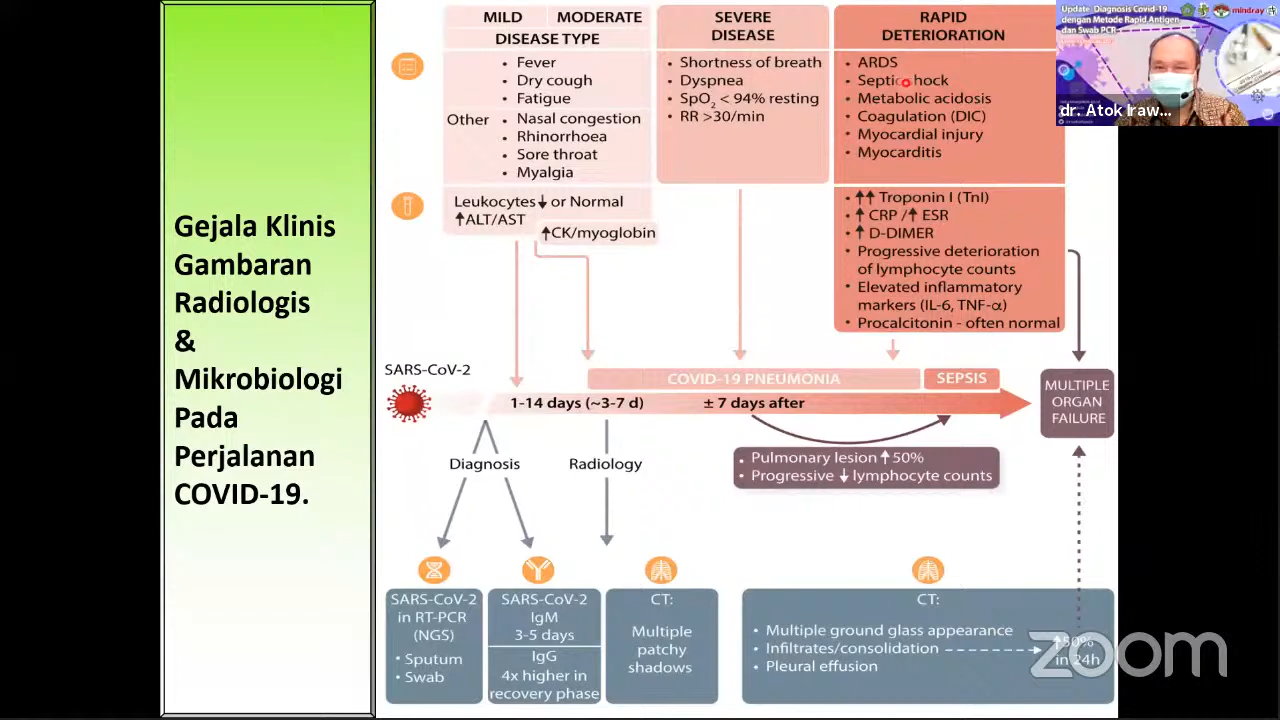 Gejala Klinis
Gambaran
Radiologis
&
Mikrobiologi
Pada
Perjalanan
COVID-19.
MILD MODERATE
DISEASE TYPE
• Fever
• Dry cough
• Fatigue
Other • Nasal congestion
• Rhinorrhoea
• Sore throat
• Myalgia
Leukocytes ↓ or Normal
↑ALT/AST
↑CK/myoglobin
SEVERE
DISEASE
• Shortness of breath
• Dyspnea
• SpO₂ < 94% resting
• RR >30/min
RAPID
DETERIORATION
• ARDS
• Septic shock
• Metabolic acidosis
• Coagulation (DIC)
• Myocardial injury
• Myocarditis
• ↑↑ Troponin I (TnI)
• ↑ CRP /↑ ESR
• ↑ D-DIMER
• Progressive deterioration
of lymphocyte counts
• Elevated inflammatory
markers (IL-6, TNF-α)
• Procalcitonin - often normal
SARS-CoV-2
COVID-19 PNEUMONIA
SEPSIS
1-14 days (~3-7 d) ± 7 days after
MULTIPLE
ORGAN
FAILURE
• Pulmonary lesion ↑ 50%
• Progressive ↓ lymphocyte counts
Diagnosis
Radiology
SARS-CoV-2
in RT-PCR
(NGS)
• Sputum
• Swab
SARS-CoV-2
IgM
3-5 days
IgG
4x higher in
recovery phase
CT:
Multiple
patchy
shadows
CT:
• Multiple ground glass appearance
• Infiltrates/consolidation
• Pleural effusion
↑50%
in 24h
zoom
Update Diagnosis Covid-19
dengan Metode Rapid Antigen
dan Swab PCR
mindray
dr. Atok Iraw...